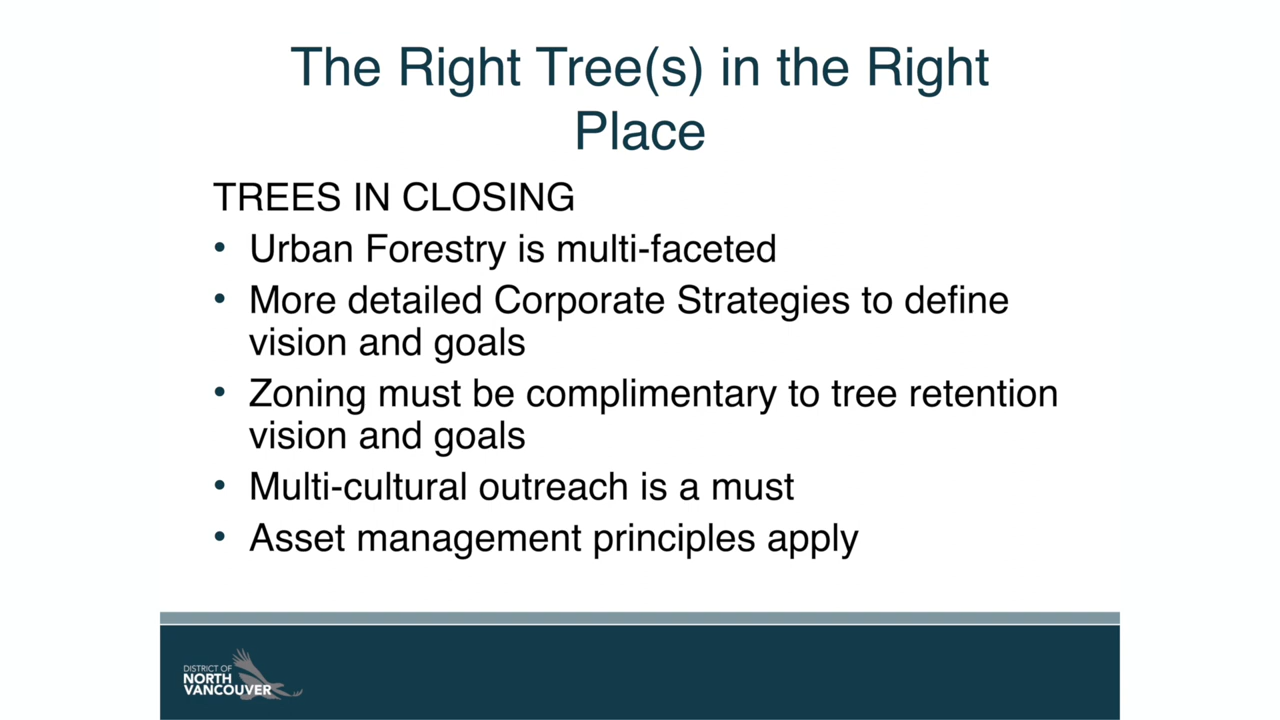 The Right Tree(s) in the Right
Place
TREES IN CLOSING
• Urban Forestry is multi-faceted
• More detailed Corporate Strategies to define
vision and goals
• Zoning must be complimentary to tree retention
vision and goals
• Multi-cultural outreach is a must
• Asset management principles apply
DISTRICT OF
NORTH
VANCOUVER